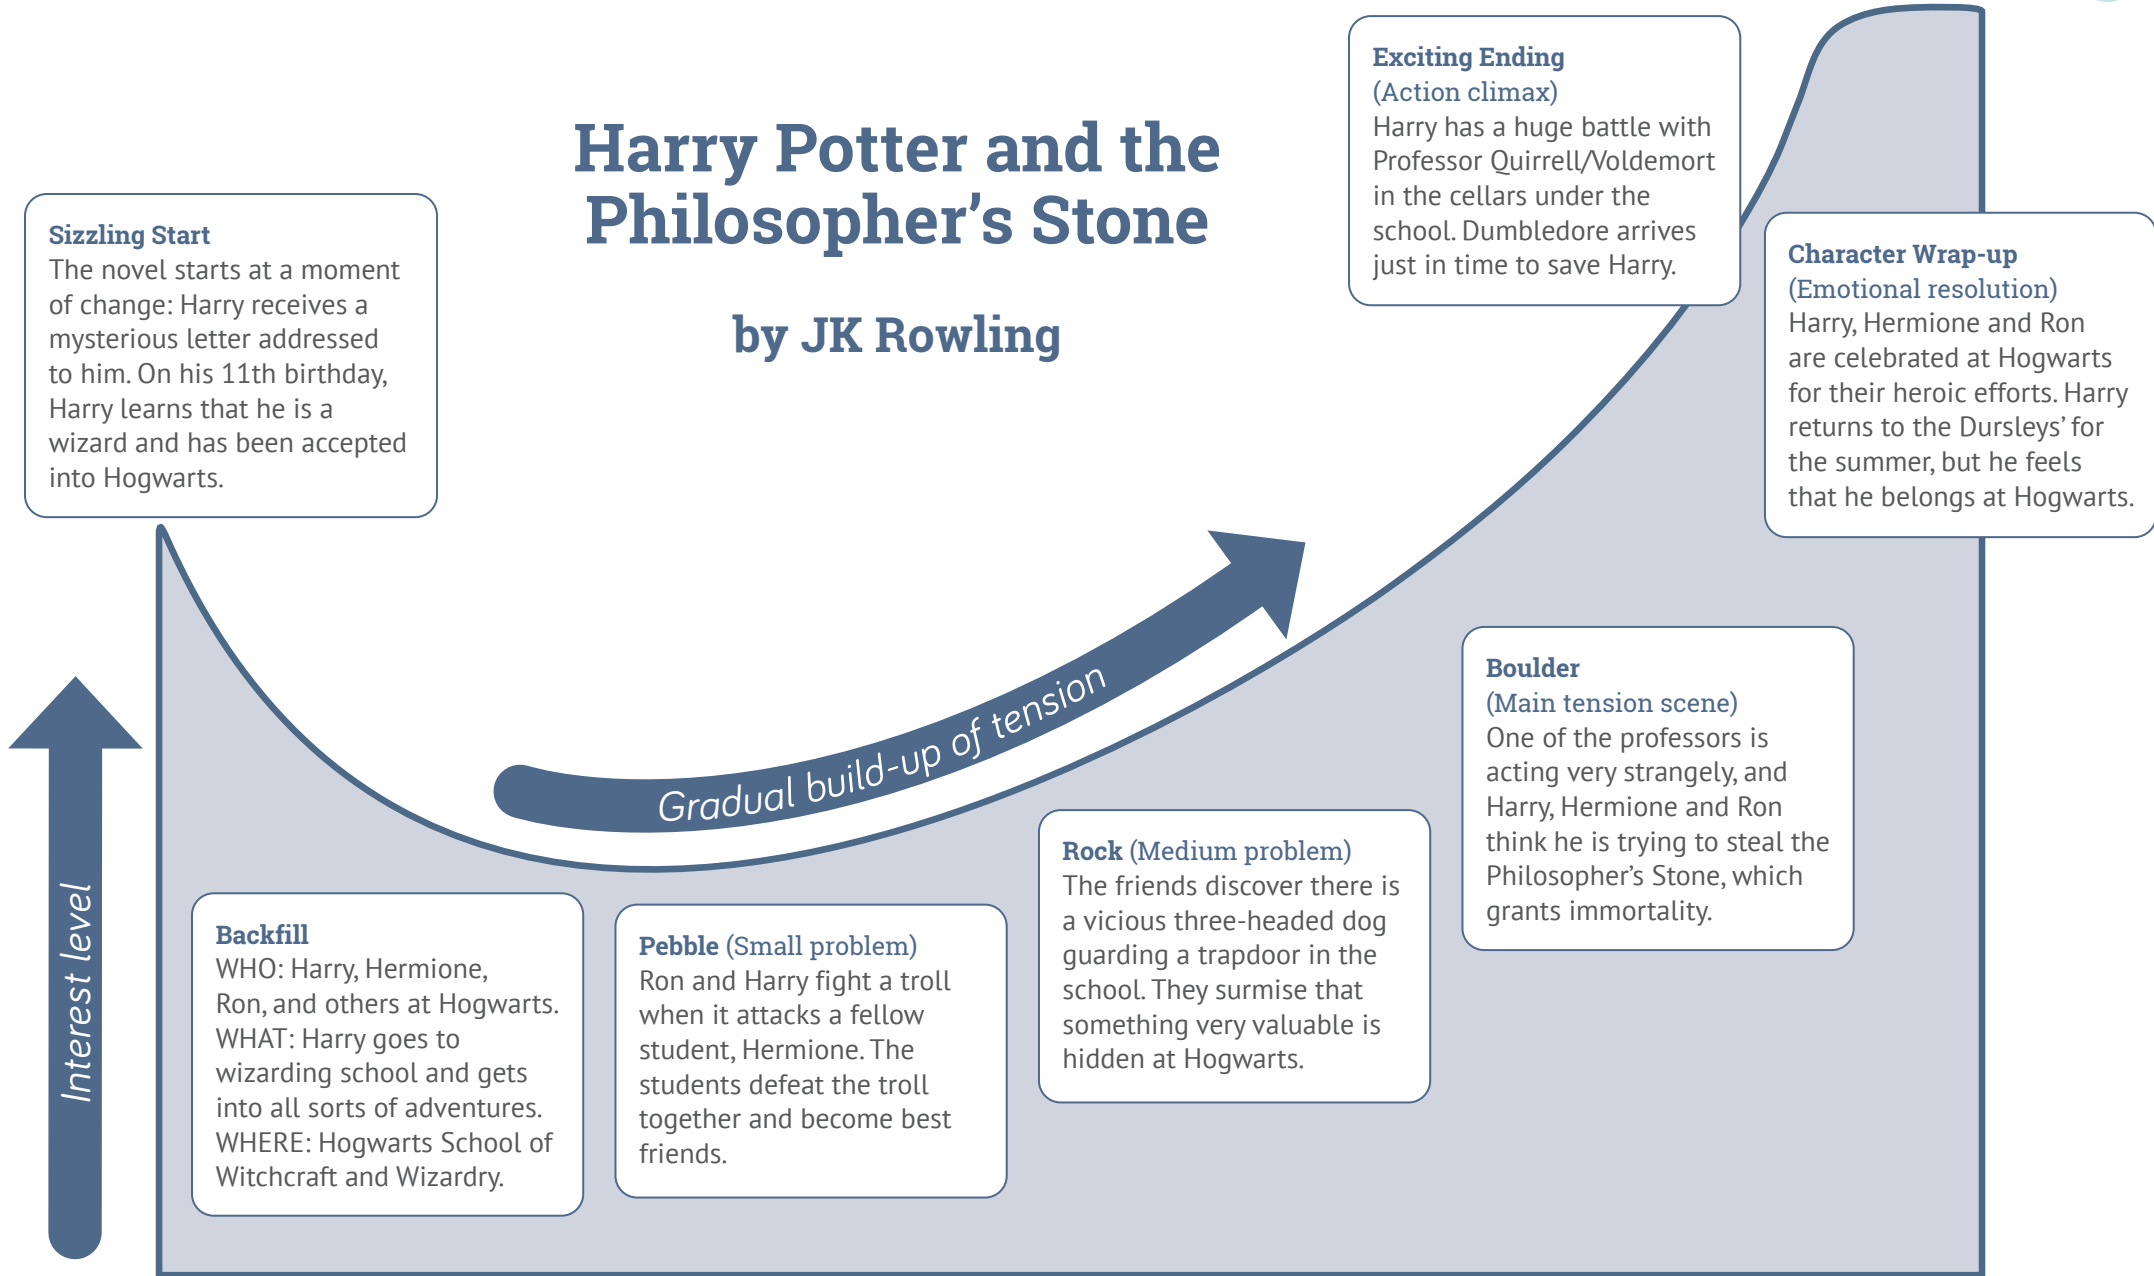 Harry Potter and the
Philosopher’s Stone
by JK Rowling
Sizzling Start
The novel starts at a moment
of change: Harry receives a
mysterious letter addressed
to him. On his 11th birthday,
Harry learns that he is a
wizard and has been accepted
into Hogwarts.
Interest level
Backfill
WHO: Harry, Hermione,
Ron, and others at Hogwarts.
WHAT: Harry goes to
wizarding school and gets
into all sorts of adventures.
WHERE: Hogwarts School of
Witchcraft and Wizardry.
Gradual build-up of tension
Pebble (Small problem)
Ron and Harry fight a troll
when it attacks a fellow
student, Hermione. The
students defeat the troll
together and become best
friends.
Rock (Medium problem)
The friends discover there is
a vicious three-headed dog
guarding a trapdoor in the
school. They surmise that
something very valuable is
hidden at Hogwarts.
Boulder
(Main tension scene)
One of the professors is
acting very strangely, and
Harry, Hermione and Ron
think he is trying to steal the
Philosopher’s Stone, which
grants immortality.
Exciting Ending
(Action climax)
Harry has a huge battle with
Professor Quirrell/Voldemort
in the cellars under the
school. Dumbledore arrives
just in time to save Harry.
Character Wrap-up
(Emotional resolution)
Harry, Hermione and Ron
are celebrated at Hogwarts
for their heroic efforts. Harry
returns to the Dursleys’ for
the summer, but he feels
that he belongs at Hogwarts.